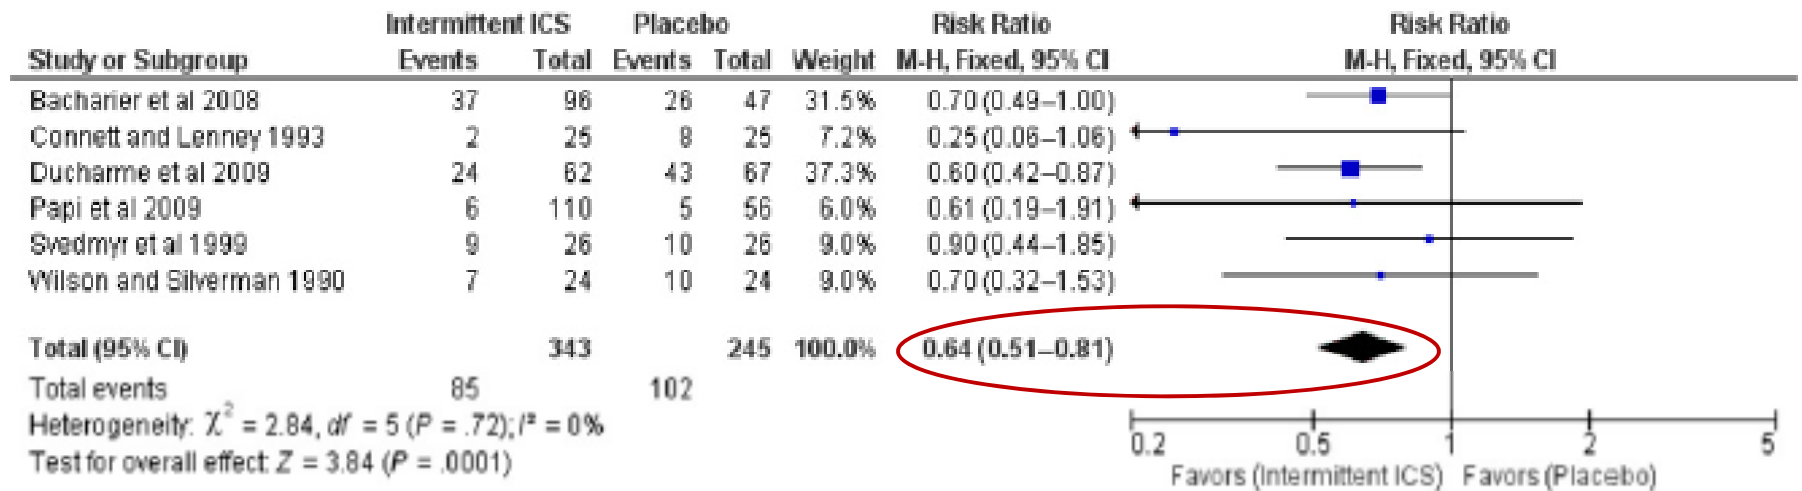 Intermittent ICS Placebo Risk Ratio Risk Ratio
Study or Subgroup Events Total Events Total Weight M-H, Fixed, 95% CI M-H, Fixed, 95% CI
Bacharier et al 2008 37 96 26 47 31.5% 0.70 (0.49–1.00)
Connett and Lenney 1993 2 25 8 25 7.2% 0.25 (0.06–1.06)
Ducharme et al 2009 24 62 43 67 37.3% 0.60 (0.42–0.87)
Papi et al 2009 6 110 5 56 6.0% 0.61 (0.19–1.91)
Svedmyr et al 1999 9 26 10 26 9.0% 0.90 (0.44–1.85)
Wilson and Silverman 1990 7 24 10 24 9.0% 0.70 (0.32–1.53)
Total (95% CI) 343 245 100.0% 0.64 (0.51–0.81)
Total events 85 102
Heterogeneity: χ² = 2.84, df = 5 (P = .72); I² = 0%
Test for overall effect: Z = 3.84 (P = .0001)
0.2 0.5 1 2 5
Favors (Intermittent ICS) Favors (Placebo)